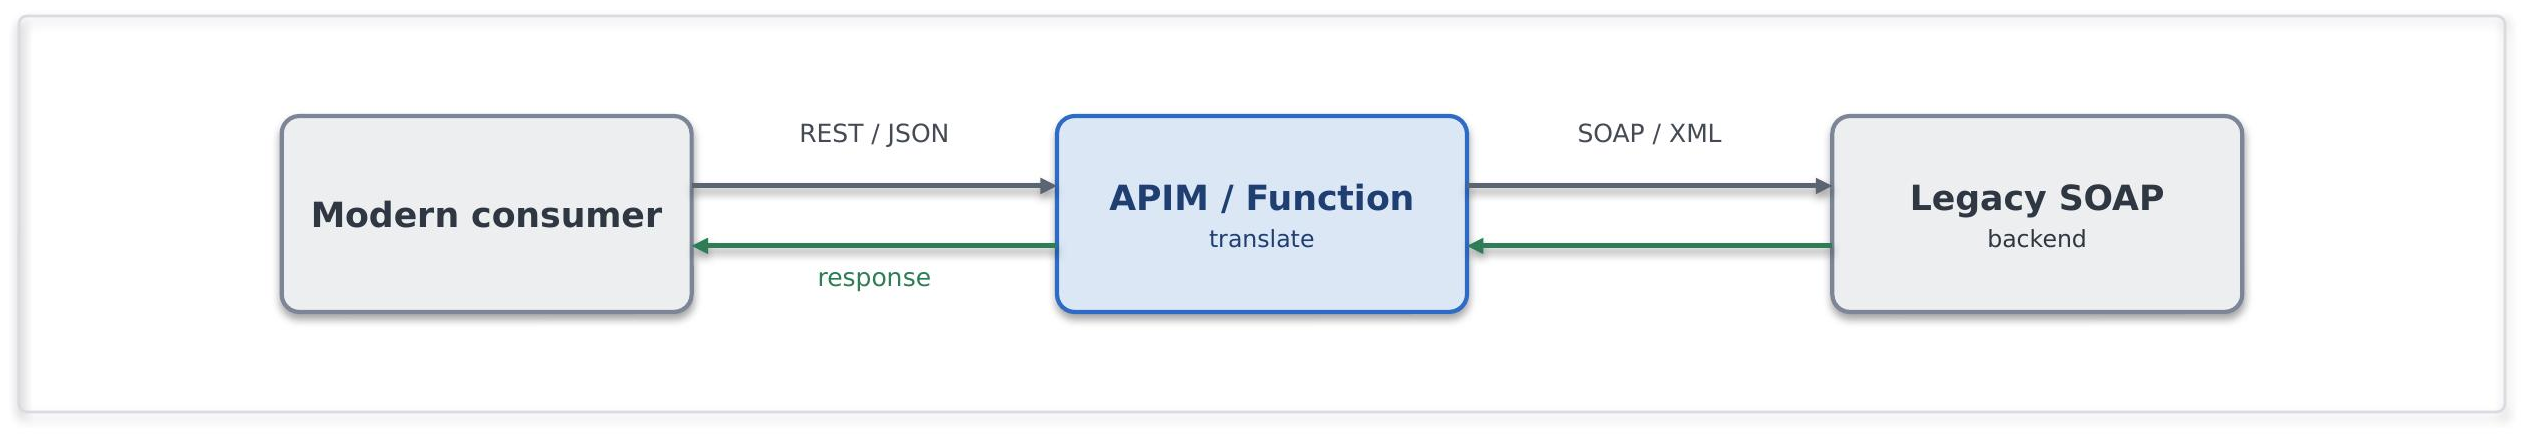 REST / JSON
SOAP / XML
Modern consumer
APIM / Function
translate
Legacy SOAP
backend
response